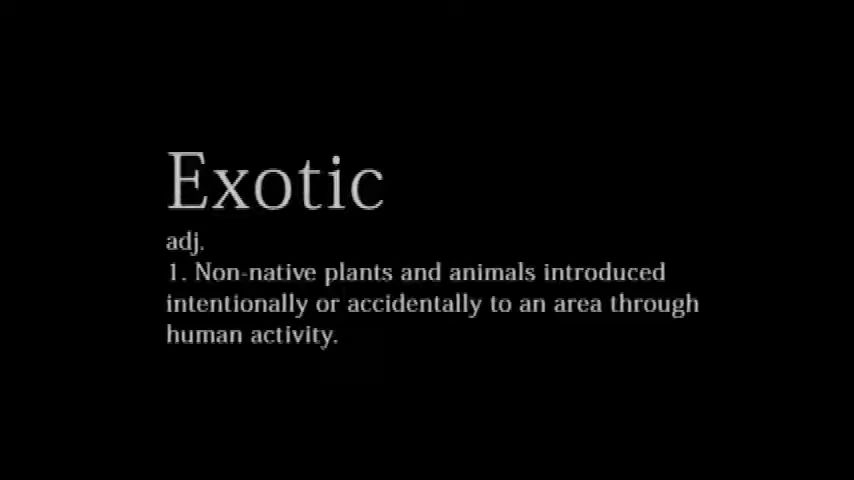 Exotic
adj.
1. Non-native plants and animals introduced
intentionally or accidentally to an area through
human activity.